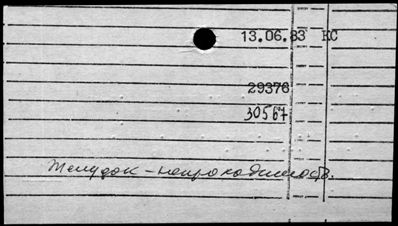 13.06.83 КС
29376
30567
Желудок – непроходимость.